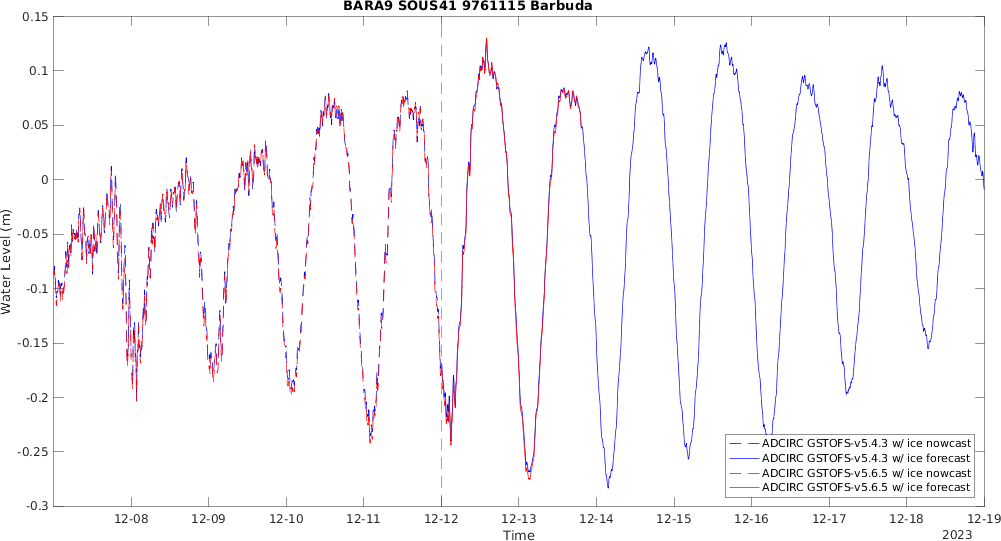 BARA9 SOUS41 9761115 Barbuda
0.15
0.1
0.05
0
-0.05
-0.1
-0.15
-0.2
-0.25
-0.3
Water Level (m)
ADCIRC GSTOFS-v5.4.3 w/ ice nowcast
ADCIRC GSTOFS-v5.4.3 w/ ice forecast
ADCIRC GSTOFS-v5.6.5 w/ ice nowcast
ADCIRC GSTOFS-v5.6.5 w/ ice forecast
12-08 12-09 12-10 12-11 12-12 12-13 12-14 12-15 12-16 12-17 12-18 12-19
Time
2023